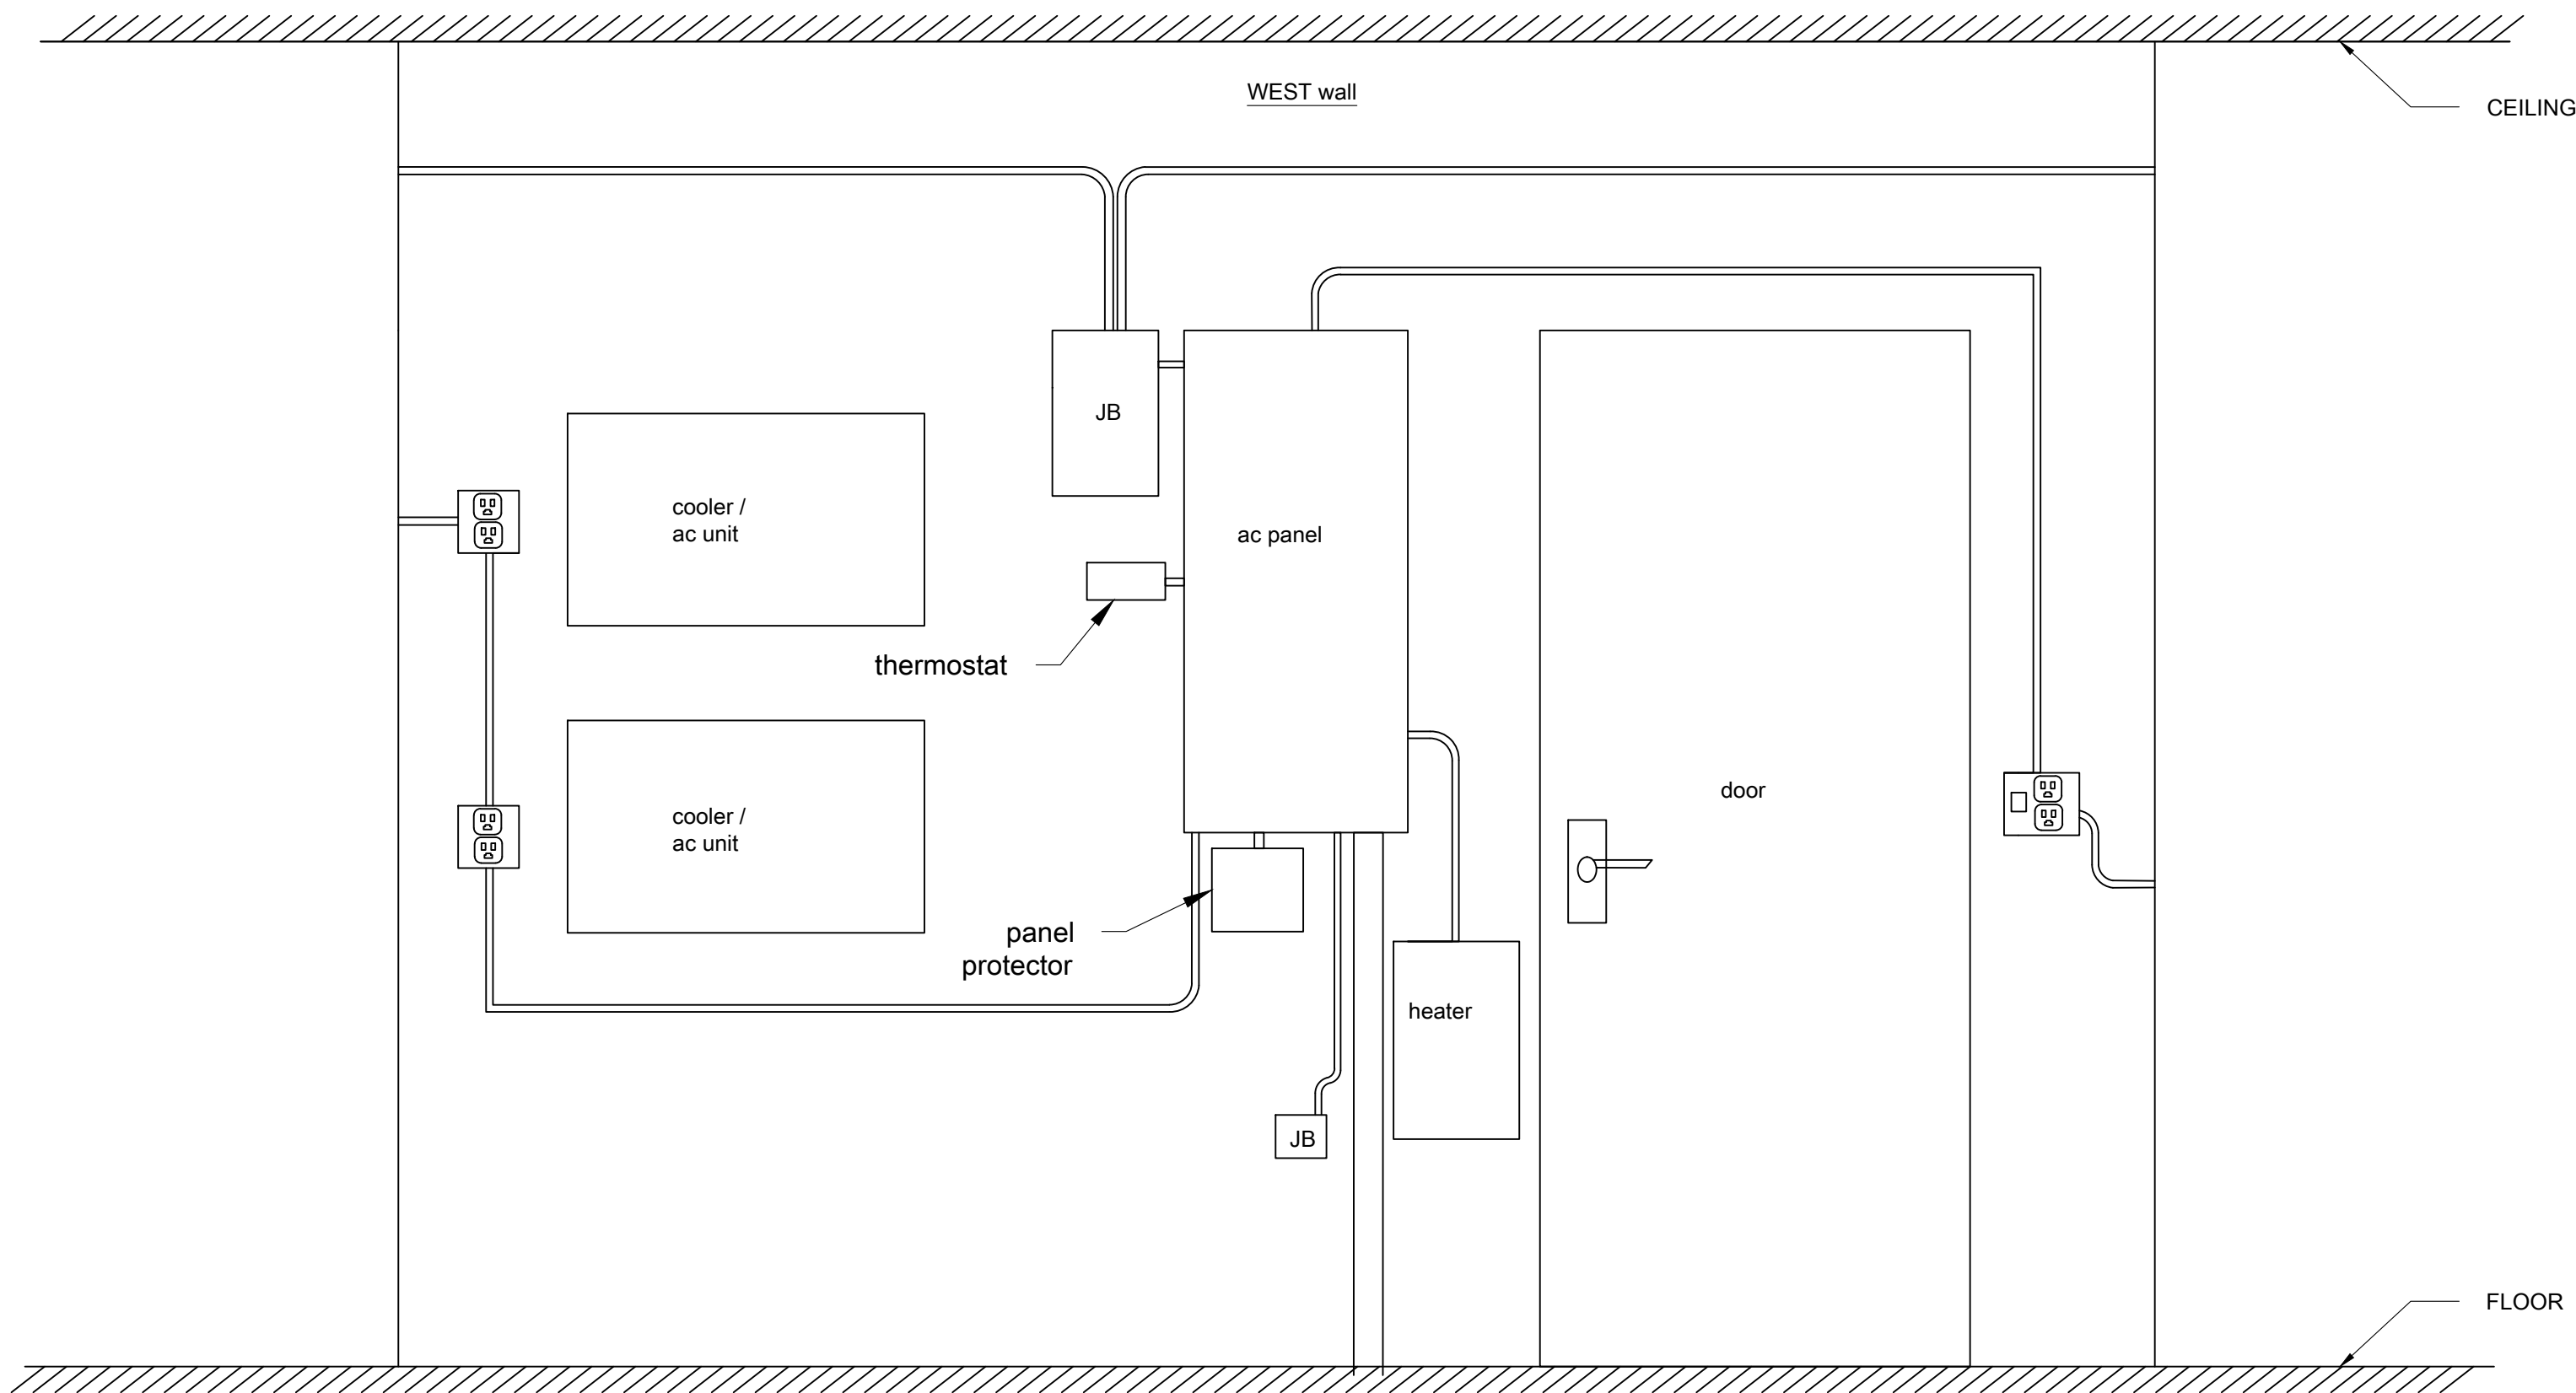 WEST wall
CEILING
JB
cooler /
ac unit
ac panel
thermostat
door
cooler /
ac unit
panel
protector
heater
JB
FLOOR